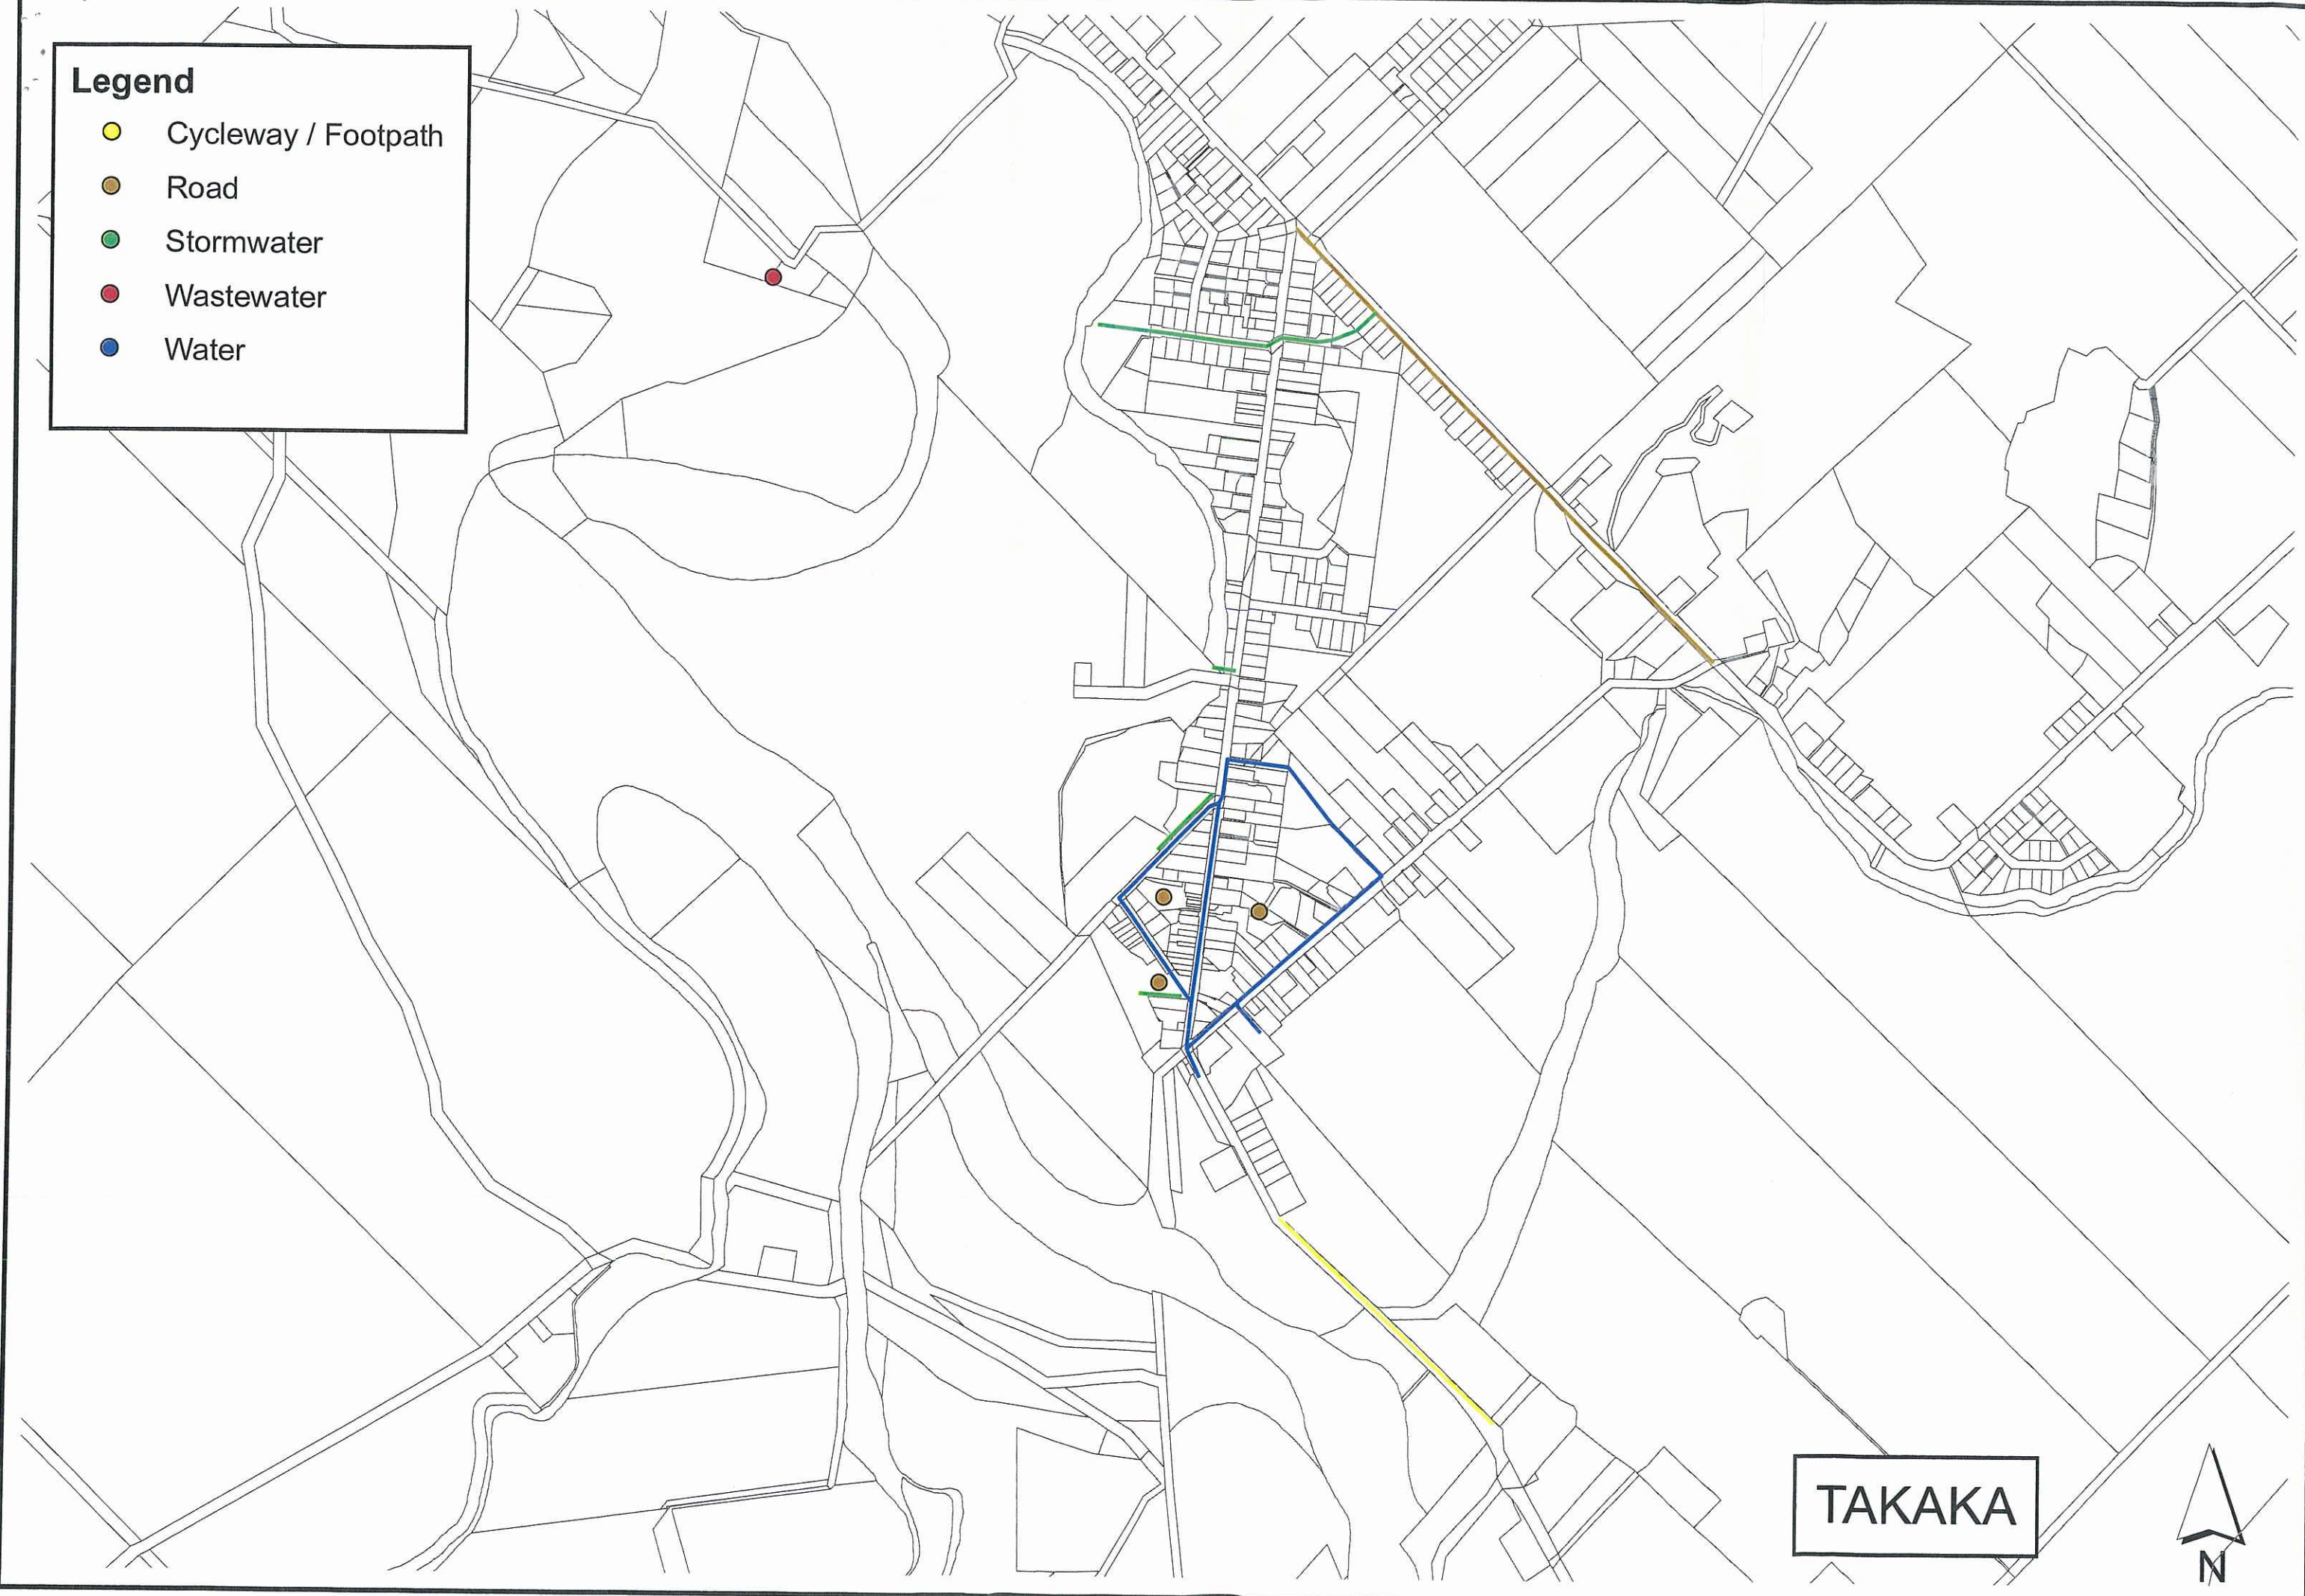 Legend
Cycleway / Footpath
Road
Stormwater
Wastewater
Water
TAKAKA
N